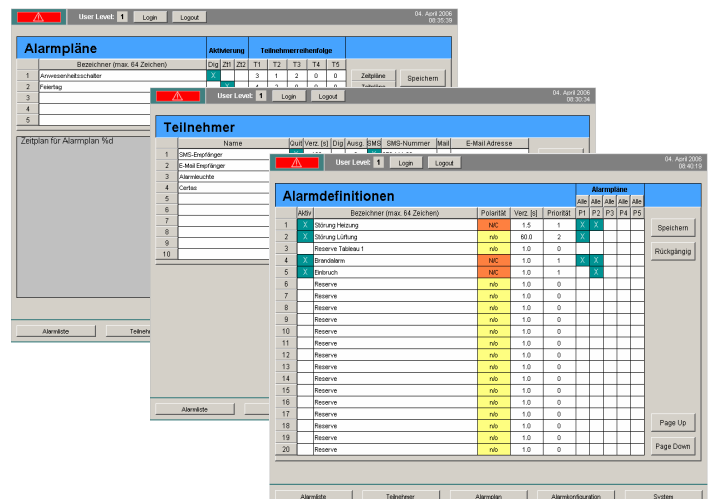 User Level: 1 Login Logout
04. April 2006
08:35:39
Alarmpläne
Aktivierung Teilnehmerreihenfolge
Bezeichner (max. 64 Zeichen) Dig Zt1 Zt2 T1 T2 T3 T4 T5
1 Anwesenheitsschalter X 3 1 2 0 0 Zeitpläne Speichern
2 Feiertag
3
4
5
Zeitplan für Alarmplan %d
Alarmliste
User Level: 1 Login Logout
04. April 2006
08:30:34
Teilnehmer
Name Quit Verz. [s] Dig Ausg. SMS SMS-Nummer Mail E-Mail Adresse
1 SMS-Empfänger
2 E-Mail Empfänger
3 Alarmleuchte
4 Certas
5
6
7
8
9
10
Alarmliste
User Level: 1 Login Logout
04. April 2006
08:40:19
Alarmdefinitionen
Alarmpläne
Alle Alle Alle Alle Alle
Aktiv Bezeichner (max. 64 Zeichen) Polarität Verz. [s] Priorität P1 P2 P3 P4 P5
1 X Störung Heizung N/C 1.5 1 X X
2 X Störung Lüftung n/o 60.0 2 X
3 Reserve Tableau 1 n/o 1.0 0
4 X Brandalarm N/C 1.0 1 X X
5 X Einbruch N/C 1.0 1 X
6 Reserve n/o 1.0 0
7 Reserve n/o 1.0 0
8 Reserve n/o 1.0 0
9 Reserve n/o 1.0 0
10 Reserve n/o 1.0 0
11 Reserve n/o 1.0 0
12 Reserve n/o 1.0 0
13 Reserve n/o 1.0 0
14 Reserve n/o 1.0 0
15 Reserve n/o 1.0 0
16 Reserve n/o 1.0 0
17 Reserve n/o 1.0 0
18 Reserve n/o 1.0 0
19 Reserve n/o 1.0 0
20 Reserve n/o 1.0 0
Speichern
Rückgängig
Page Up
Page Down
Alarmliste Teilnehmer Alarmplan Alarmkonfiguration System